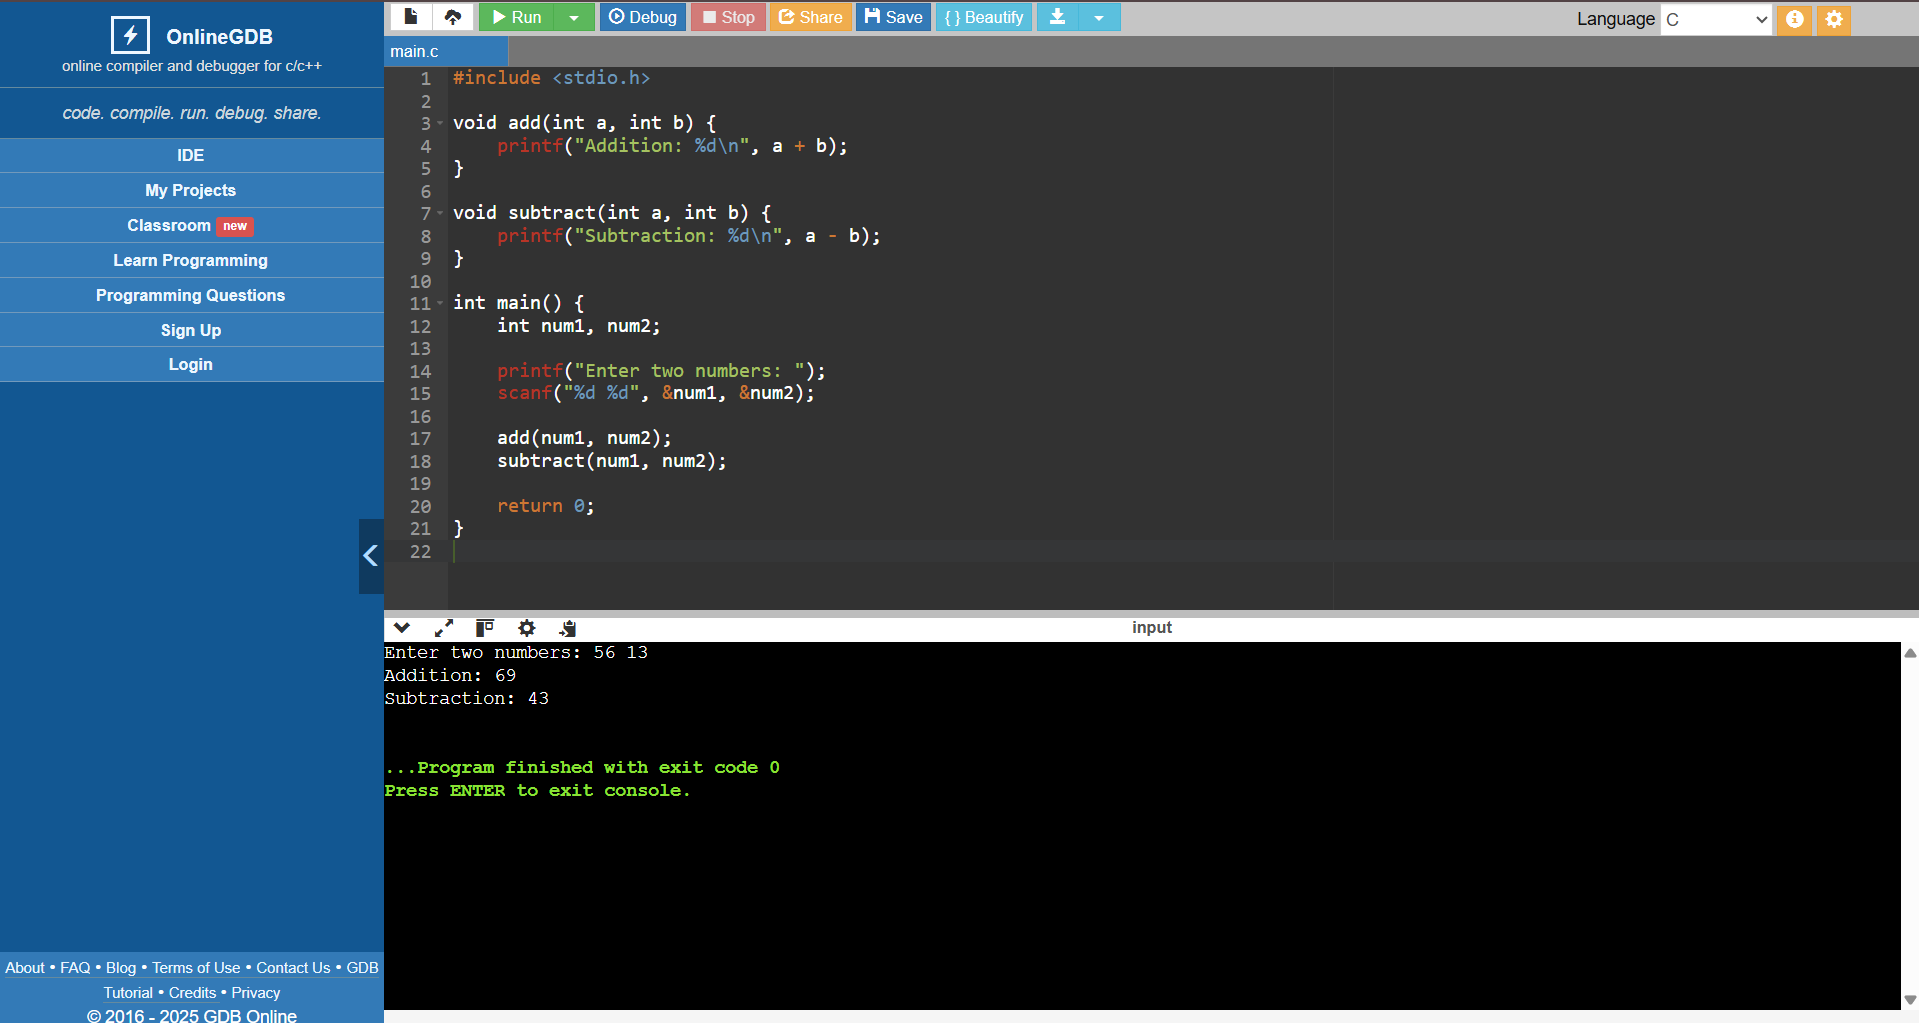 OnlineGDB
online compiler and debugger for c/c++
code. compile. run. debug. share.
IDE
My Projects
Classroom new
Learn Programming
Programming Questions
Sign Up
Login
About • FAQ • Blog • Terms of Use • Contact Us • GDB
Tutorial • Credits • Privacy
© 2016 - 2025 GDB Online
Run Debug Stop Share Save { } Beautify Language C
main.c
1 #include <stdio.h>
2
3 void add(int a, int b) {
4     printf("Addition: %d\n", a + b);
5 }
6
7 void subtract(int a, int b) {
8     printf("Subtraction: %d\n", a - b);
9 }
10
11 int main() {
12     int num1, num2;
13
14     printf("Enter two numbers: ");
15     scanf("%d %d", &num1, &num2);
16
17     add(num1, num2);
18     subtract(num1, num2);
19
20     return 0;
21 }
22
input
Enter two numbers: 56 13
Addition: 69
Subtraction: 43
...Program finished with exit code 0
Press ENTER to exit console.